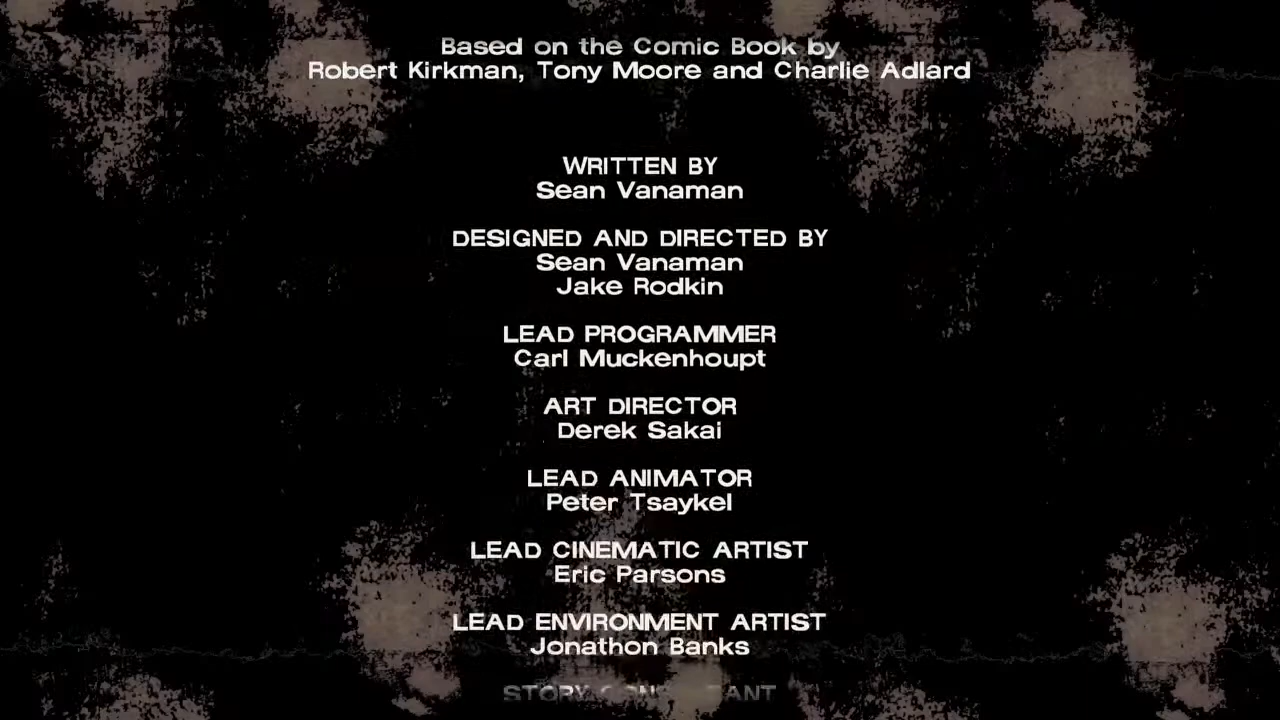 Based on the Comic Book by
Robert Kirkman, Tony Moore and Charlie Adlard
WRITTEN BY
Sean Vanaman
DESIGNED AND DIRECTED BY
Sean Vanaman
Jake Rodkin
LEAD PROGRAMMER
Carl Muckenhoupt
ART DIRECTOR
Derek Sakai
LEAD ANIMATOR
Peter Tsaykel
LEAD CINEMATIC ARTIST
Eric Parsons
LEAD ENVIRONMENT ARTIST
Jonathon Banks
STORY